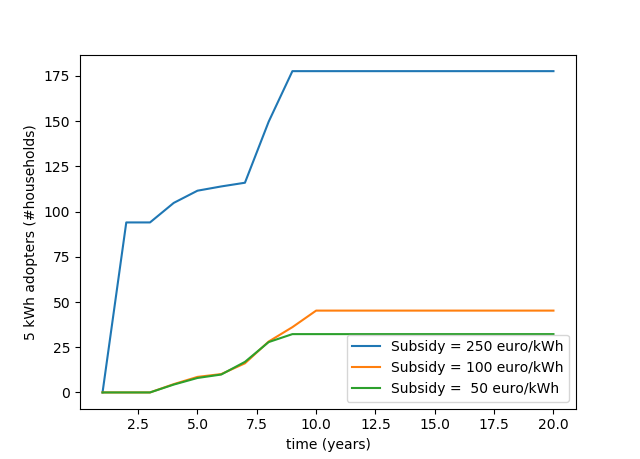 175
150
125
100
75
50
25
0
5 kWh adopters (#households)
Subsidy = 250 euro/kWh
Subsidy = 100 euro/kWh
Subsidy =  50 euro/kWh
2.5 5.0 7.5 10.0 12.5 15.0 17.5 20.0
time (years)